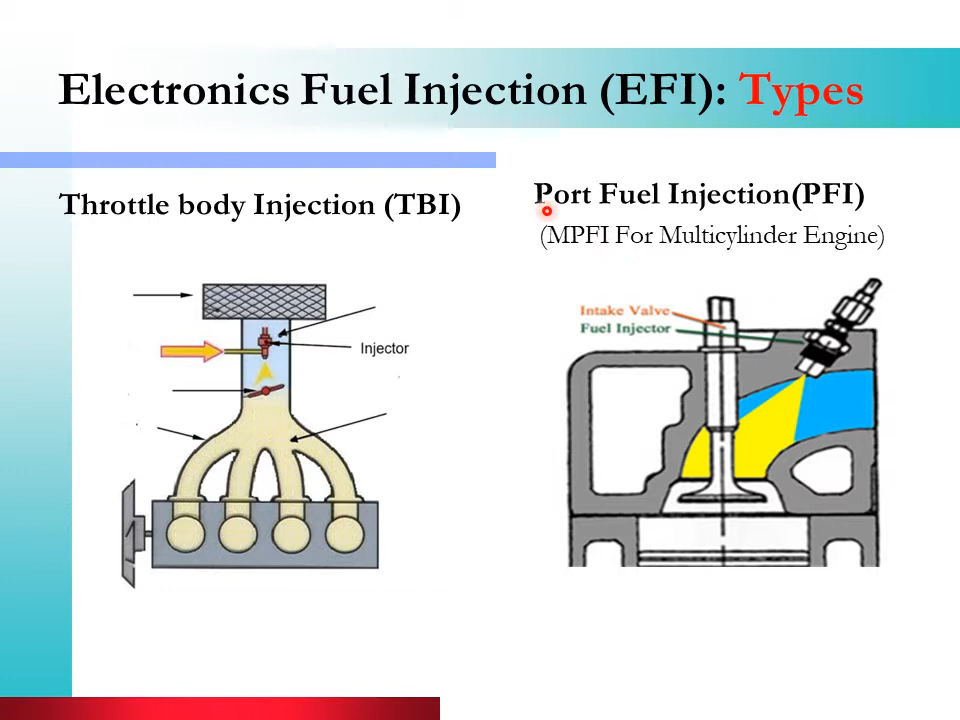 Electronics Fuel Injection (EFI): Types
Throttle body Injection (TBI)
Port Fuel Injection(PFI)
(MPFI For Multicylinder Engine)
Injector
Intake Valve
Fuel Injector